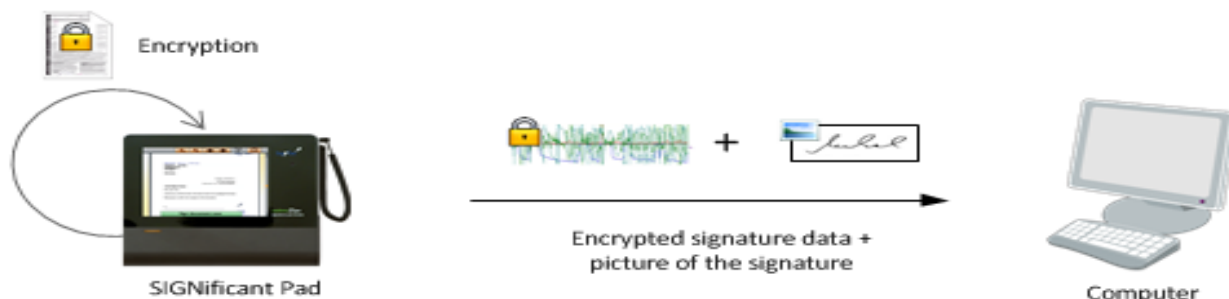 Encryption
Encrypted signature data +
picture of the signature
SIGNificant Pad
Computer